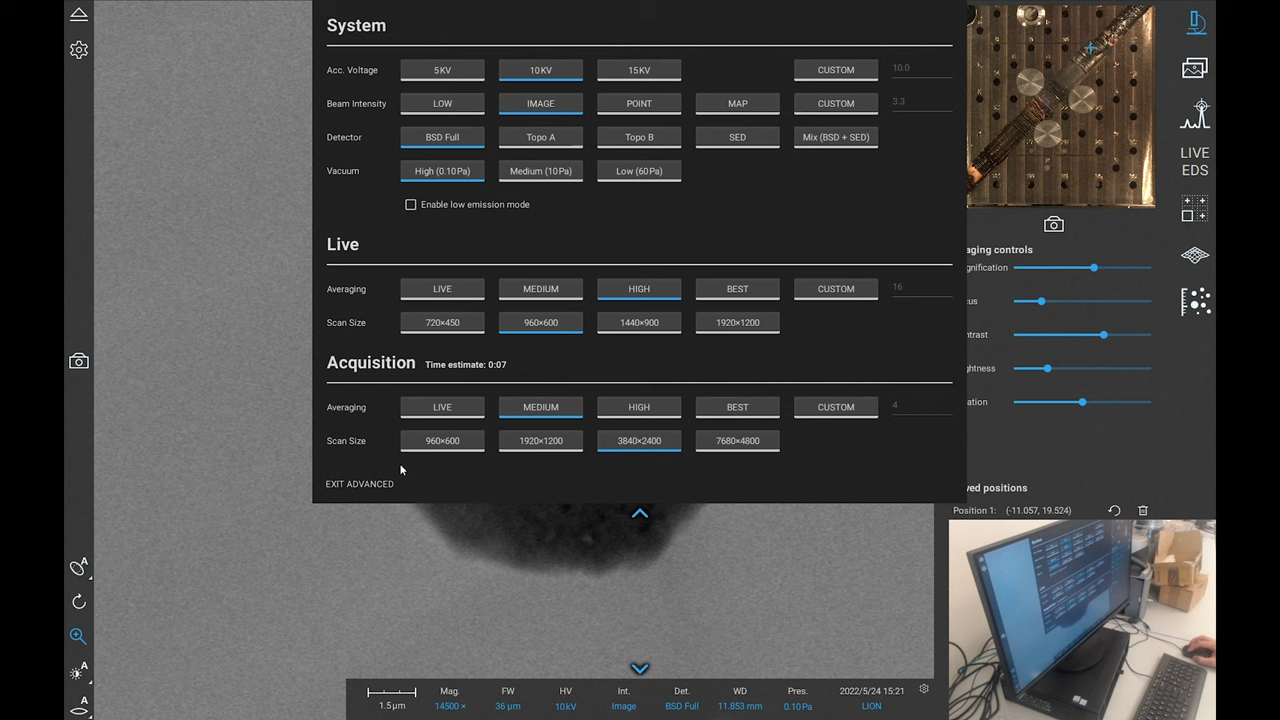 System
Acc. Voltage 5KV 10KV 15KV CUSTOM 10.0
Beam Intensity LOW IMAGE POINT MAP CUSTOM 3.3
Detector BSD Full Topo A Topo B SED Mix (BSD + SED)
Vacuum High (0.10Pa) Medium (10Pa) Low (60Pa)
Enable low emission mode
Live
Averaging LIVE MEDIUM HIGH BEST CUSTOM 16
Scan Size 720×450 960×600 1440×900 1920×1200
Acquisition Time estimate: 0:07
Averaging LIVE MEDIUM HIGH BEST CUSTOM 4
Scan Size 960×600 1920×1200 3840×2400 7680×4800
EXIT ADVANCED
LIVE
EDS
aging controls
gnification
cus
ntrast
ghtness
ation
ved positions
Position 1: (-11.057, 19.524)
A
A
A
1.5µm
Mag. FW HV Int. Det. WD Pres. 2022/5/24 15:21
14500 × 36 µm 10kV Image BSD Full 11.853 mm 0.10Pa LION